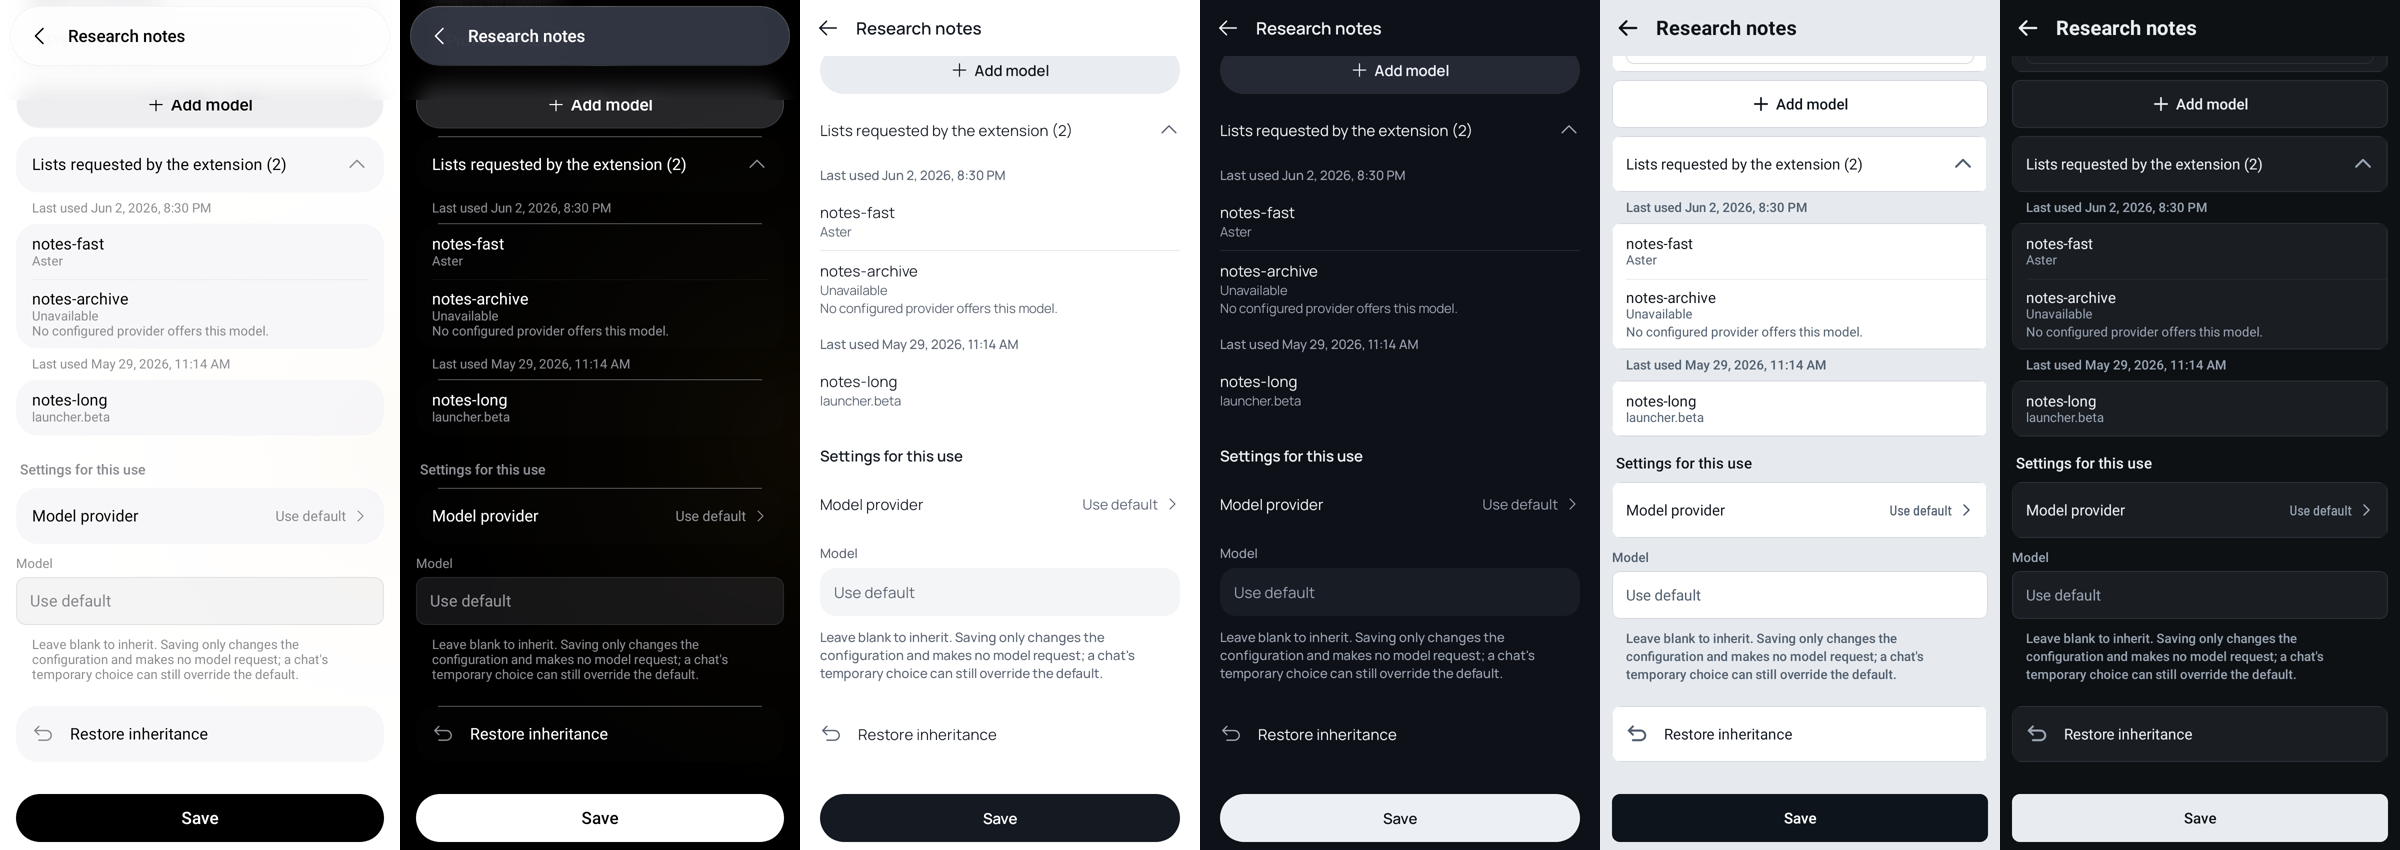 Research notes
Add model
Lists requested by the extension (2)
Last used Jun 2, 2026, 8:30 PM
notes-fast
Aster
notes-archive
Unavailable
No configured provider offers this model.
Last used May 29, 2026, 11:14 AM
notes-long
launcher.beta
Settings for this use
Model provider
Use default
Model
Use default
Leave blank to inherit. Saving only changes the
configuration and makes no model request; a chat's
temporary choice can still override the default.
Restore inheritance
Save
Research notes
Add model
Lists requested by the extension (2)
Last used Jun 2, 2026, 8:30 PM
notes-fast
Aster
notes-archive
Unavailable
No configured provider offers this model.
Last used May 29, 2026, 11:14 AM
notes-long
launcher.beta
Settings for this use
Model provider
Use default
Model
Use default
Leave blank to inherit. Saving only changes the
configuration and makes no model request; a chat's
temporary choice can still override the default.
Restore inheritance
Save
Research notes
Add model
Lists requested by the extension (2)
Last used Jun 2, 2026, 8:30 PM
notes-fast
Aster
notes-archive
Unavailable
No configured provider offers this model.
Last used May 29, 2026, 11:14 AM
notes-long
launcher.beta
Settings for this use
Model provider
Use default
Model
Use default
Leave blank to inherit. Saving only changes the
configuration and makes no model request; a chat's
temporary choice can still override the default.
Restore inheritance
Save
Research notes
Add model
Lists requested by the extension (2)
Last used Jun 2, 2026, 8:30 PM
notes-fast
Aster
notes-archive
Unavailable
No configured provider offers this model.
Last used May 29, 2026, 11:14 AM
notes-long
launcher.beta
Settings for this use
Model provider
Use default
Model
Use default
Leave blank to inherit. Saving only changes the
configuration and makes no model request; a chat's
temporary choice can still override the default.
Restore inheritance
Save
Research notes
Add model
Lists requested by the extension (2)
Last used Jun 2, 2026, 8:30 PM
notes-fast
Aster
notes-archive
Unavailable
No configured provider offers this model.
Last used May 29, 2026, 11:14 AM
notes-long
launcher.beta
Settings for this use
Model provider
Use default
Model
Use default
Leave blank to inherit. Saving only changes the
configuration and makes no model request; a chat's
temporary choice can still override the default.
Restore inheritance
Save
Research notes
Add model
Lists requested by the extension (2)
Last used Jun 2, 2026, 8:30 PM
notes-fast
Aster
notes-archive
Unavailable
No configured provider offers this model.
Last used May 29, 2026, 11:14 AM
notes-long
launcher.beta
Settings for this use
Model provider
Use default
Model
Use default
Leave blank to inherit. Saving only changes the
configuration and makes no model request; a chat's
temporary choice can still override the default.
Restore inheritance
Save